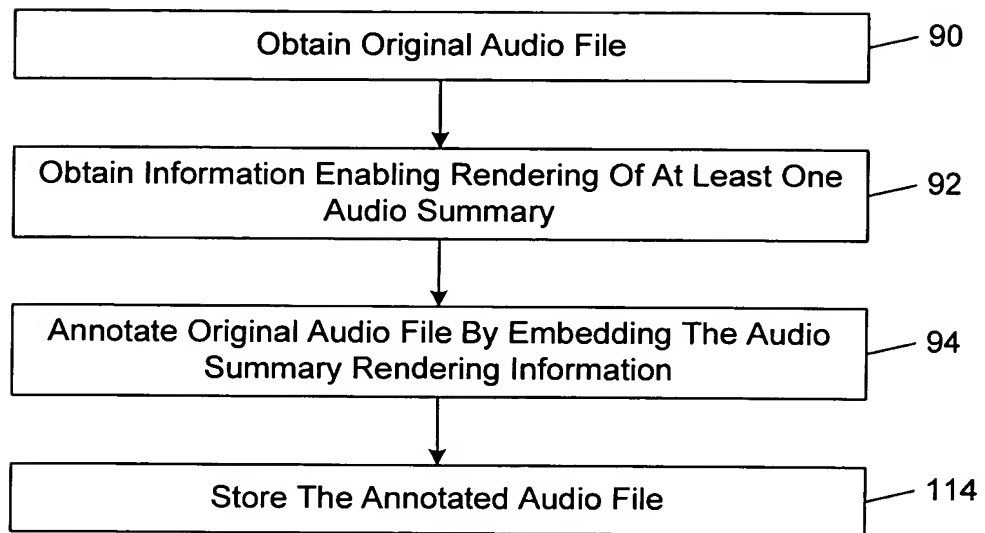 Obtain Original Audio File
90
Obtain Information Enabling Rendering Of At Least One
Audio Summary
92
Annotate Original Audio File By Embedding The Audio
Summary Rendering Information
94
Store The Annotated Audio File
114